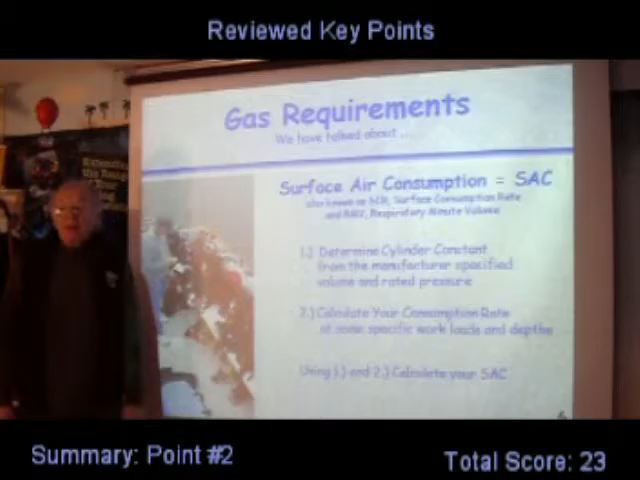 Reviewed Key Points
Gas Requirements
We have talked about ...
Surface Air Consumption = SAC
also known as SCR, Surface Consumption Rate
and RMV, Respiratory Minute Volume
1.) Determine Cylinder Constant
from the manufacturer specified
volume and rated pressure
2.) Calculate Your Consumption Rate
at some specific work loads and depths
Using 1.) and 2.) Calculate your SAC
Summary: Point #2
Total Score: 23